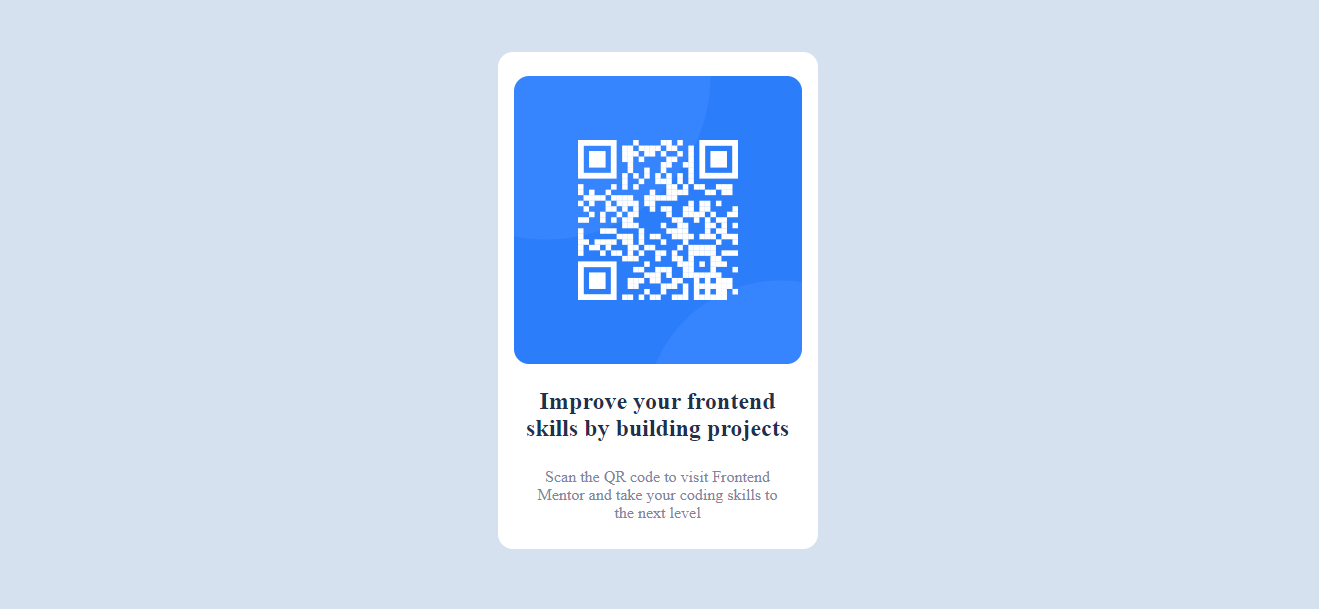 Improve your frontend
skills by building projects
Scan the QR code to visit Frontend
Mentor and take your coding skills to
the next level